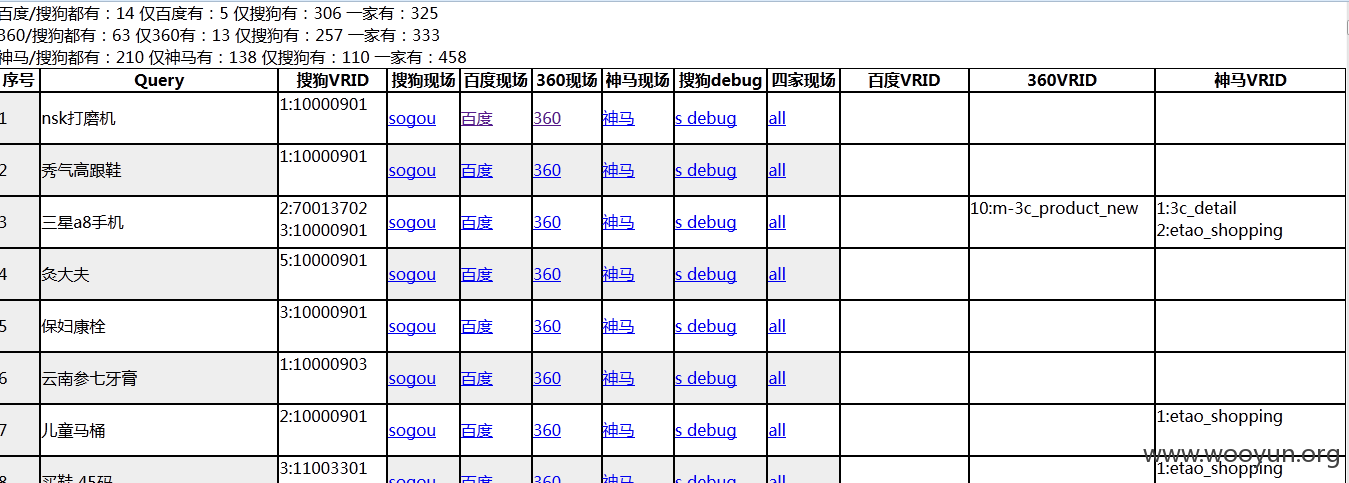 百度/搜狗都有：14 仅百度有：5 仅搜狗有：306 一家有：325
360/搜狗都有：63 仅360有：13 仅搜狗有：257 一家有：333
神马/搜狗都有：210 仅神马有：138 仅搜狗有：110 一家有：458
序号 Query 搜狗VRID 搜狗现场 百度现场 360现场 神马现场 搜狗debug 四家现场 百度VRID 360VRID 神马VRID
1 nsk打磨机 1:10000901 sogou 百度 360 神马 s debug all
2 秀气高跟鞋 1:10000901 sogou 百度 360 神马 s debug all
3 三星a8手机 2:70013702 sogou 百度 360 神马 s debug all 10:m-3c_product_new 1:3c_detail
3:10000901 2:etao_shopping
4 灸大夫 5:10000901 sogou 百度 360 神马 s debug all
5 保妇康栓 3:10000901 sogou 百度 360 神马 s debug all
6 云南参七牙膏 1:10000903 sogou 百度 360 神马 s debug all
7 儿童马桶 2:10000901 sogou 百度 360 神马 s debug all 1:etao_shopping
8 买鞋 45码 3:11003301 sogou 百度 360 神马 s debug all 1:etao_shopping
www.wooyun.org